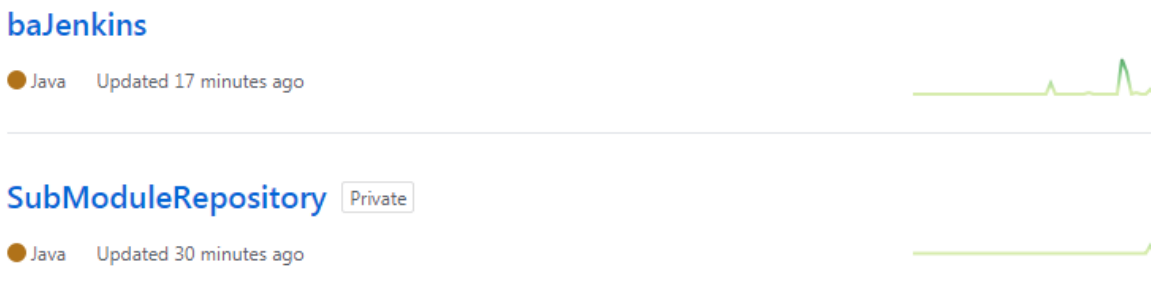 baJenkins
Java Updated 17 minutes ago
SubModuleRepository Private
Java Updated 30 minutes ago